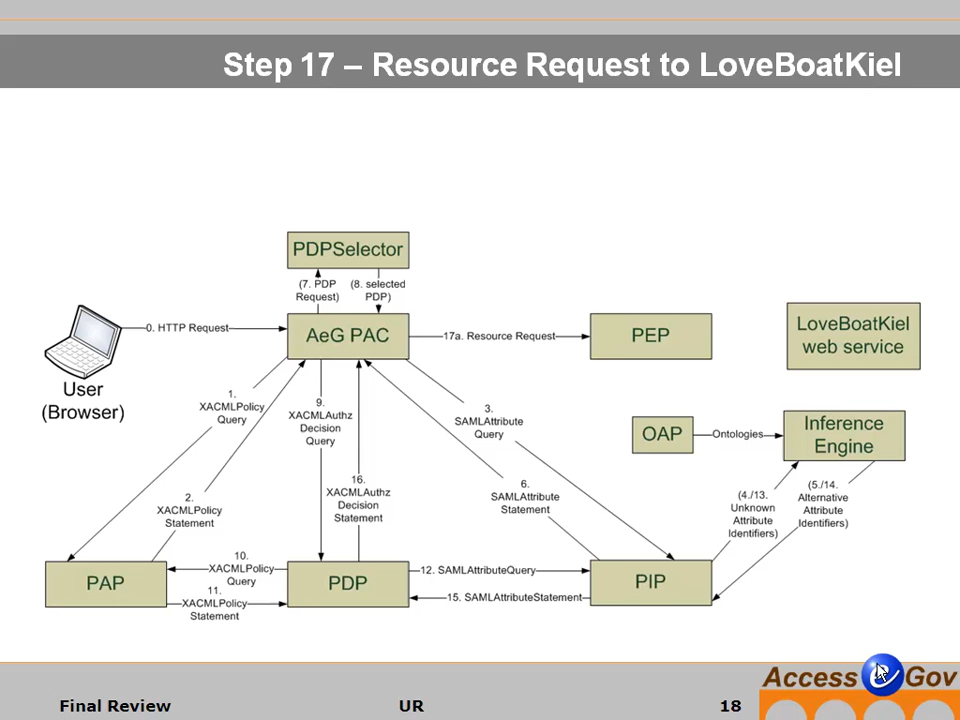 Step 17 – Resource Request to LoveBoatKiel
PDPSelector
(7. PDP
Request)
(8. selected
PDP)
0. HTTP Request
AeG PAC
17a. Resource Request
PEP
LoveBoatKiel
web service
User
(Browser)
1.
XACMLPolicy
Query
9.
XACMLAuthz
Decision
Query
3.
SAMLAttribute
Query
OAP
Ontologies
Inference
Engine
2.
XACMLPolicy
Statement
16.
XACMLAuthz
Decision
Statement
6.
SAMLAttribute
Statement
(4./13.
Unknown
Attribute
Identifiers)
(5./14.
Alternative
Attribute
Identifiers)
PAP
10.
XACMLPolicy
Query
11.
XACMLPolicy
Statement
PDP
12. SAMLAttributeQuery
15. SAMLAttributeStatement
PIP
Final Review
UR
18
Access e Gov